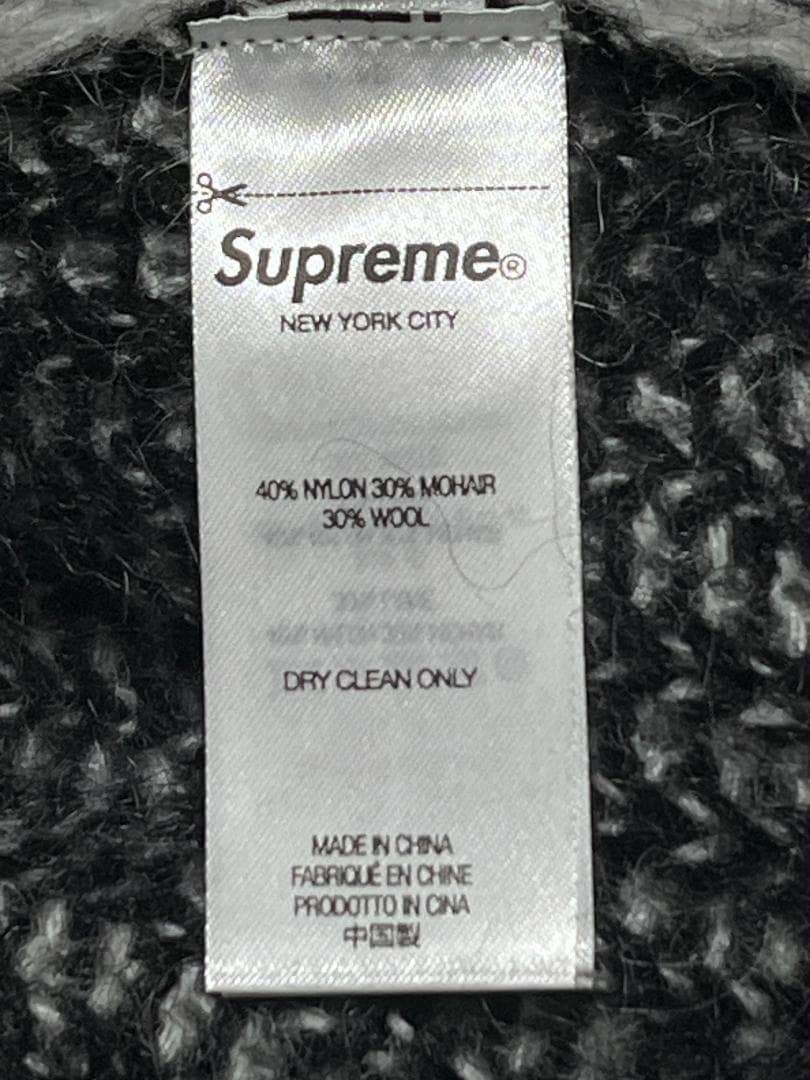 Supreme®
NEW YORK CITY
40% NYLON 30% MOHAIR
30% WOOL
DRY CLEAN ONLY
MADE IN CHINA
FABRIQUÉ EN CHINE
PRODOTTO IN CINA
中国製